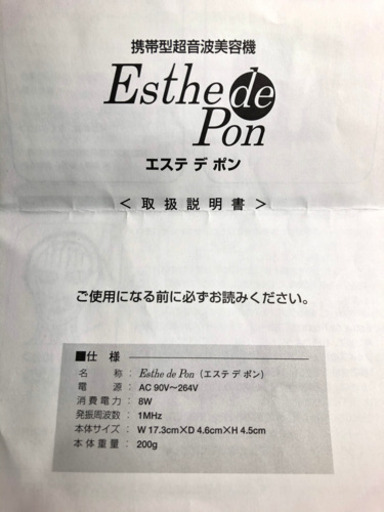 携帯型超音波美容機
Esthe de
Pon
エステ デ ポン
＜取扱説明書＞
ご使用になる前に必ずお読みください。
■仕様
名称：Esthe de Pon（エステ デ ポン）
電源：AC 90V〜264V
消費電力：8W
発振周波数：1MHz
本体サイズ：W 17.3cm×D 4.6cm×H 4.5cm
本体重量：200g